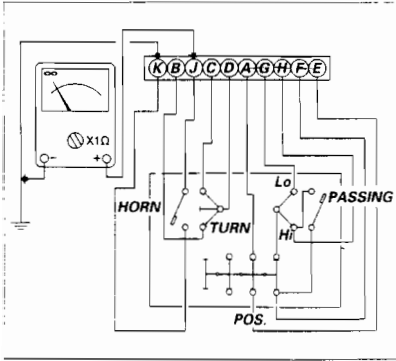 K B J C D A G H F E
∞
X1Ω
− +
Lo
HORN
PASSING
TURN
Hi
POS.